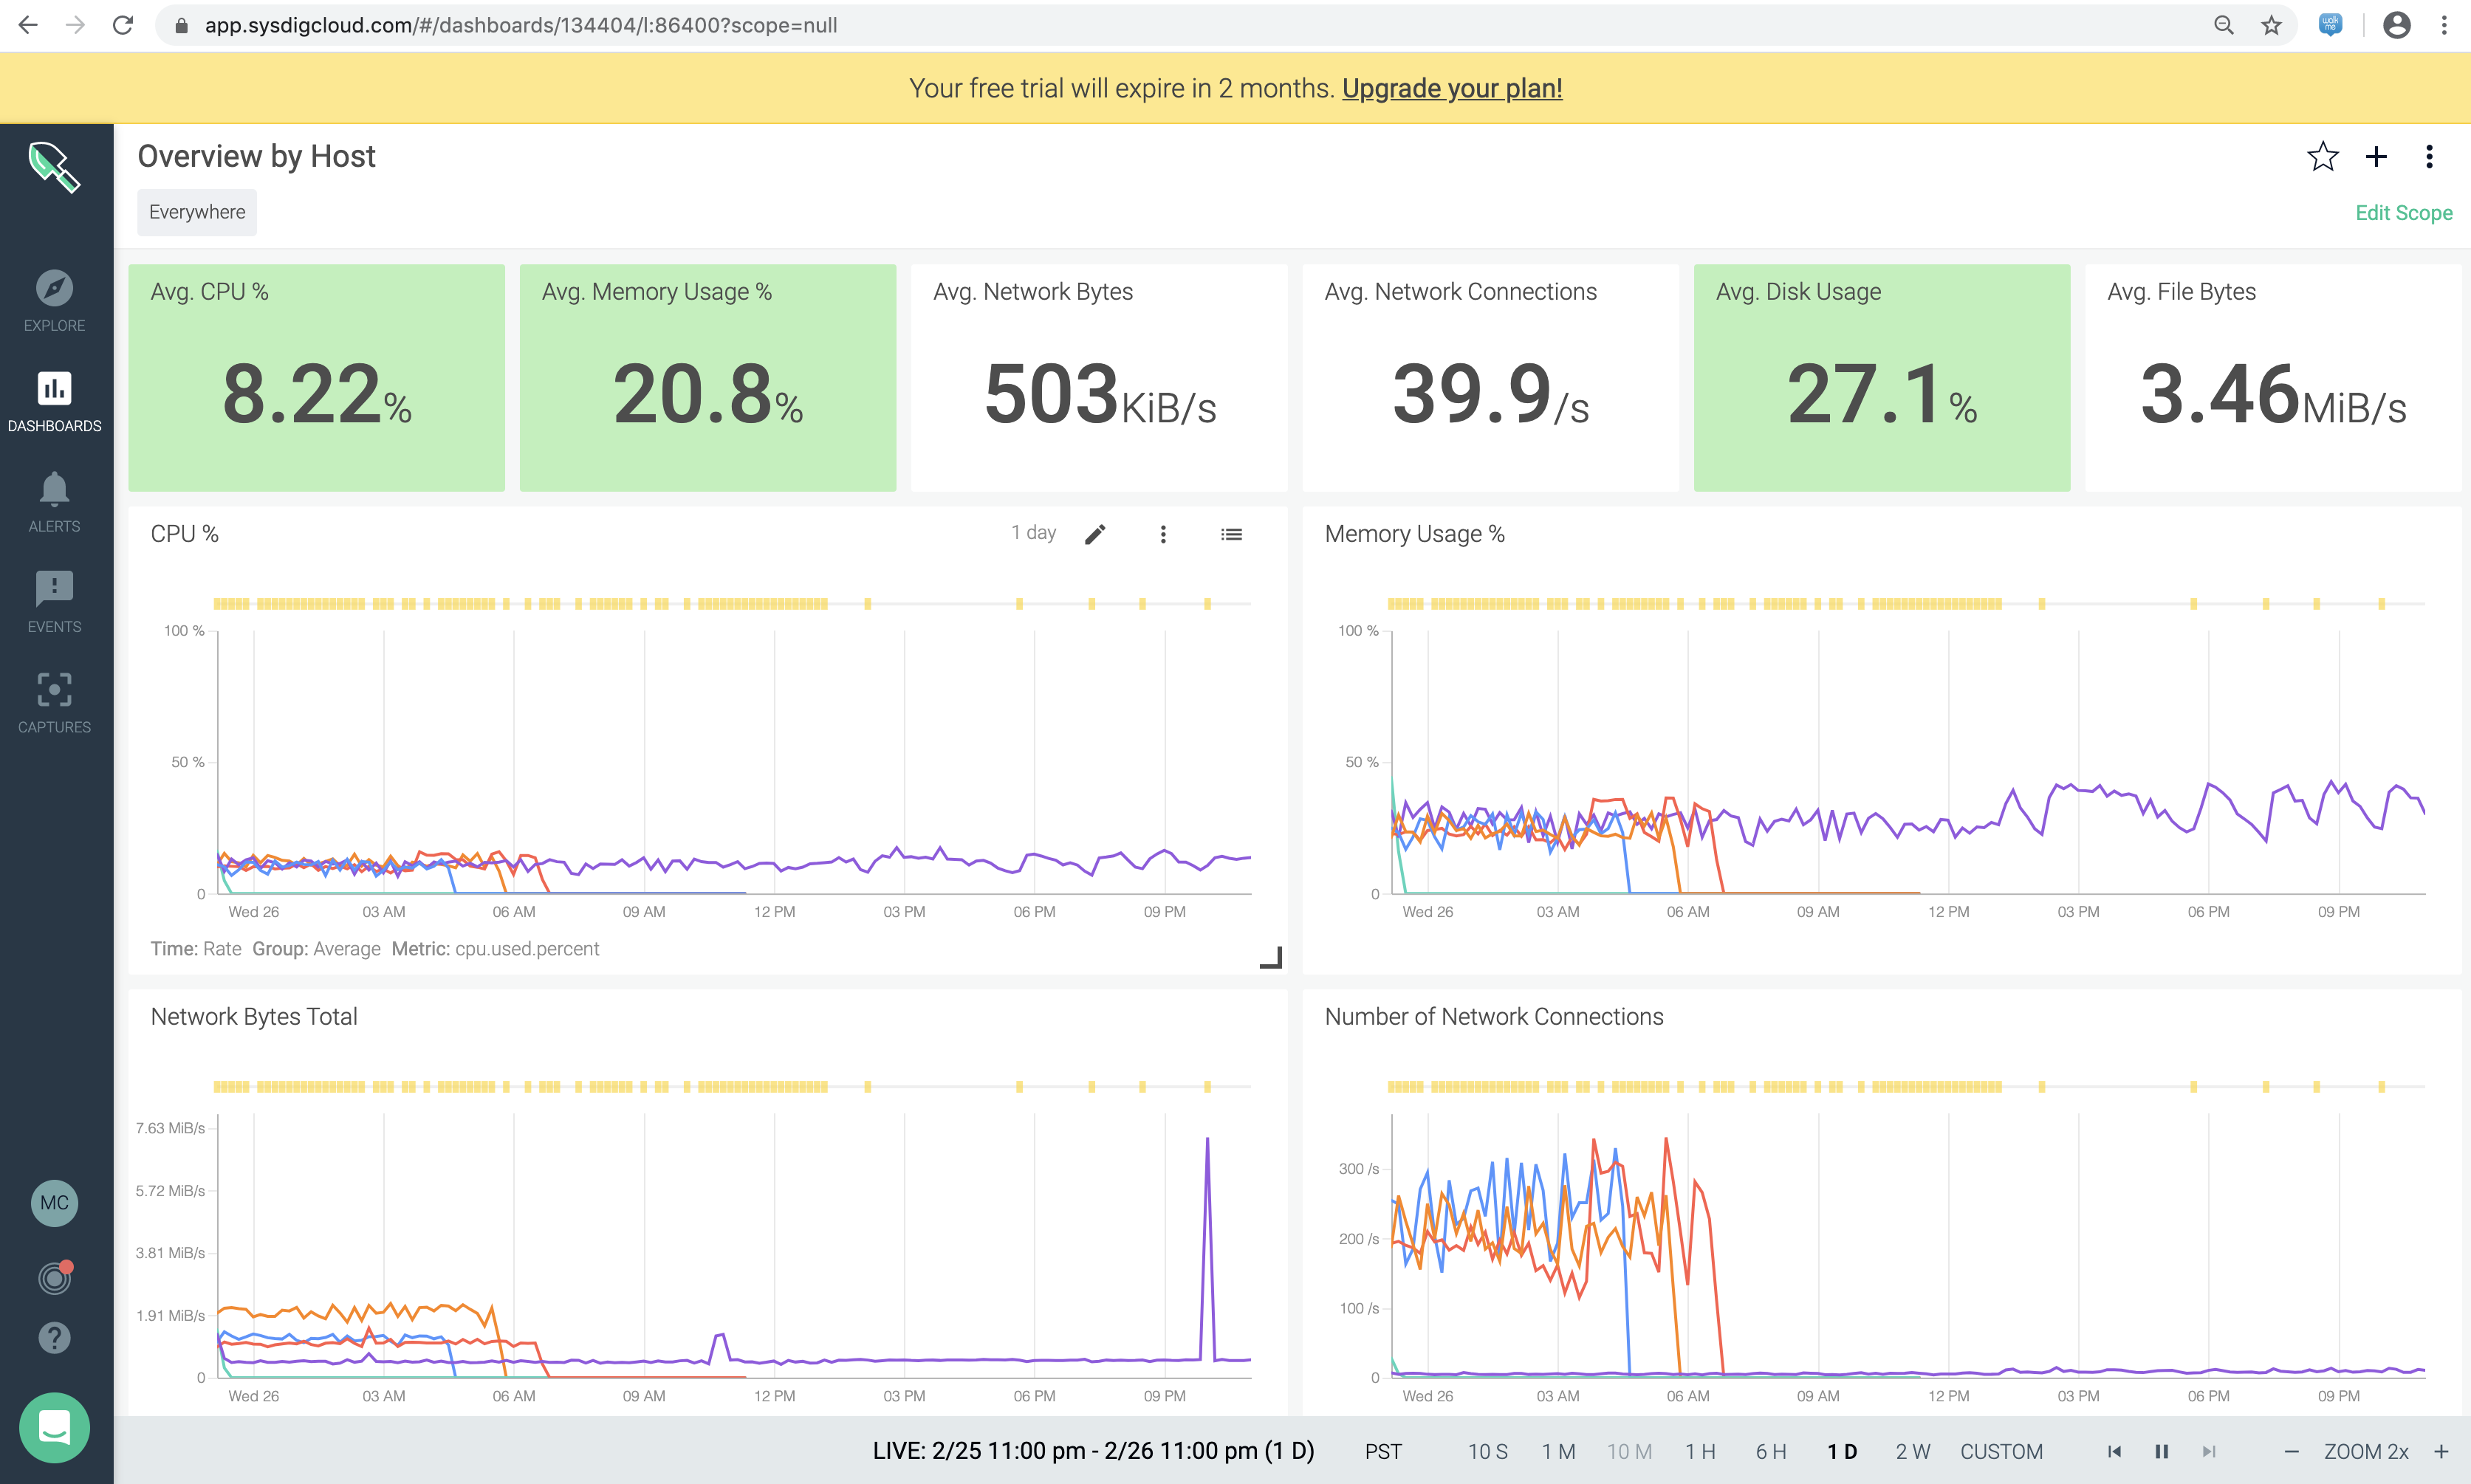 app.sysdigcloud.com/#/dashboards/134404/l:86400?scope=null
walk me
Your free trial will expire in 2 months. Upgrade your plan!
Overview by Host
Everywhere
Edit Scope
EXPLORE
DASHBOARDS
ALERTS
EVENTS
CAPTURES
MC
Avg. CPU %
8.22%
Avg. Memory Usage %
20.8%
Avg. Network Bytes
503KiB/s
Avg. Network Connections
39.9/s
Avg. Disk Usage
27.1%
Avg. File Bytes
3.46MiB/s
CPU %
1 day
100 %
50 %
0
Wed 26 03 AM 06 AM 09 AM 12 PM 03 PM 06 PM 09 PM
Time: Rate Group: Average Metric: cpu.used.percent
Memory Usage %
100 %
50 %
0
Wed 26 03 AM 06 AM 09 AM 12 PM 03 PM 06 PM 09 PM
Network Bytes Total
7.63 MiB/s
5.72 MiB/s
3.81 MiB/s
1.91 MiB/s
0
Wed 26 03 AM 06 AM 09 AM 12 PM 03 PM 06 PM 09 PM
Number of Network Connections
300 /s
200 /s
100 /s
0
Wed 26 03 AM 06 AM 09 AM 12 PM 03 PM 06 PM 09 PM
LIVE: 2/25 11:00 pm - 2/26 11:00 pm (1 D) PST 10 S 1 M 10 M 1 H 6 H 1 D 2 W CUSTOM ZOOM 2x